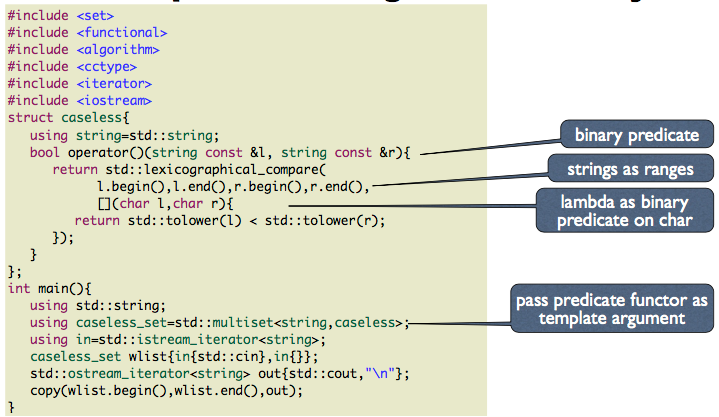 #include <set>
#include <functional>
#include <algorithm>
#include <cctype>
#include <iterator>
#include <iostream>
struct caseless{
using string=std::string;
bool operator()(string const &l, string const &r){
return std::lexicographical_compare(
l.begin(),l.end(),r.begin(),r.end(),
[](char l,char r){
return std::tolower(l) < std::tolower(r);
});
}
};
int main(){
using std::string;
using caseless_set=std::multiset<string,caseless>;
using in=std::istream_iterator<string>;
caseless_set wlist{in{std::cin},in{}};
std::ostream_iterator<string> out{std::cout,"\n"};
copy(wlist.begin(),wlist.end(),out);
}
binary predicate
strings as ranges
lambda as binary
predicate on char
pass predicate functor as
template argument